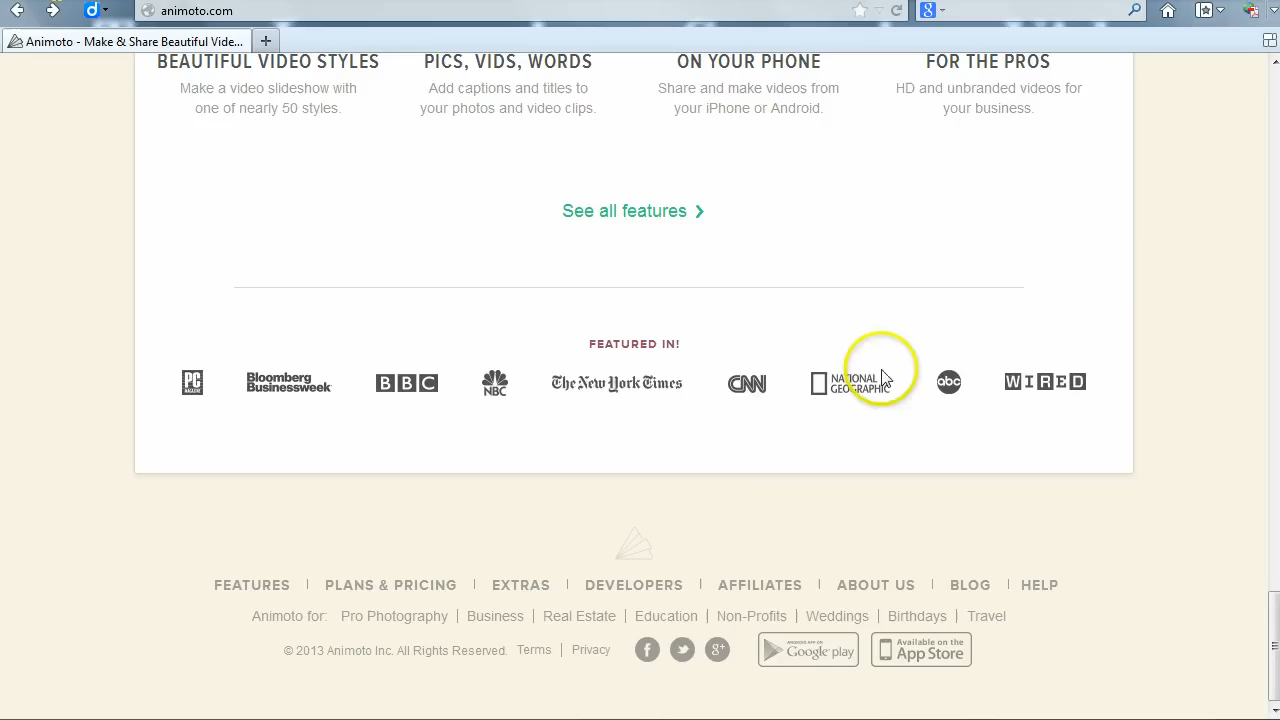 animoto.com
Animoto - Make & Share Beautiful Vide...
BEAUTIFUL VIDEO STYLES
Make a video slideshow with
one of nearly 50 styles.
PICS, VIDS, WORDS
Add captions and titles to
your photos and video clips.
ON YOUR PHONE
Share and make videos from
your iPhone or Android.
FOR THE PROS
HD and unbranded videos for
your business.
See all features
FEATURED IN!
PC
MAGAZINE
Bloomberg
Businessweek
BBC
NBC
The New York Times
CNN
NATIONAL
GEOGRAPHIC
abc
WIRED
FEATURES | PLANS & PRICING | EXTRAS | DEVELOPERS | AFFILIATES | ABOUT US | BLOG | HELP
Animoto for: Pro Photography | Business | Real Estate | Education | Non-Profits | Weddings | Birthdays | Travel
© 2013 Animoto Inc. All Rights Reserved. Terms | Privacy
ANDROID APP ON
Google play
Available on the
App Store